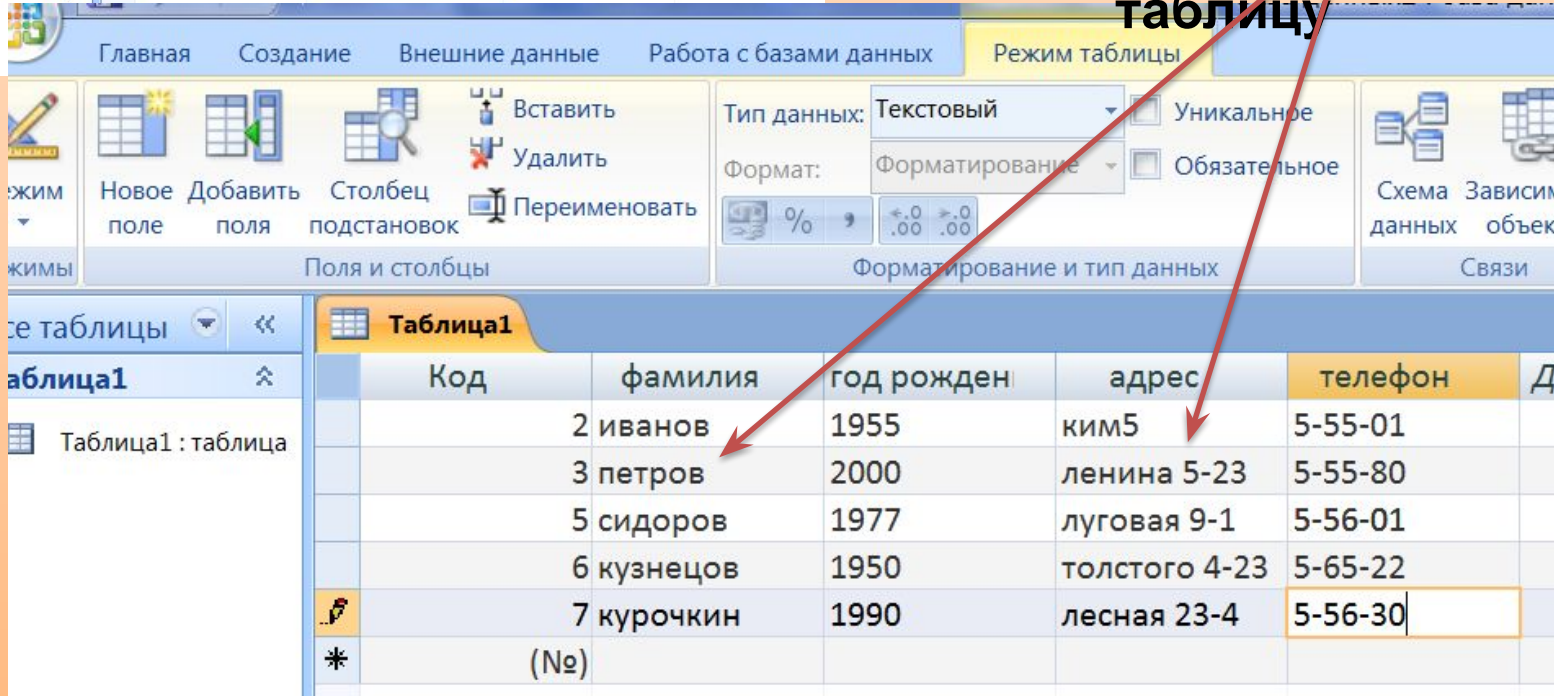 таблицу
Главная Создание Внешние данные Работа с базами данных Режим таблицы
Вставить
Удалить
Переименовать
Новое поле
Добавить поля
Столбец подстановок
Поля и столбцы
Тип данных: Текстовый
Уникальное
Формат: Форматирование
Обязательное
% , ,0 ,00 ,00 ,0
Форматирование и тип данных
Схема данных
Связи
Таблица1
Таблица1 : таблица
Код фамилия год рожден адрес телефон
2 иванов 1955 ким5 5-55-01
3 петров 2000 ленина 5-23 5-55-80
5 сидоров 1977 луговая 9-1 5-56-01
6 кузнецов 1950 толстого 4-23 5-65-22
7 курочкин 1990 лесная 23-4 5-56-30
(№)